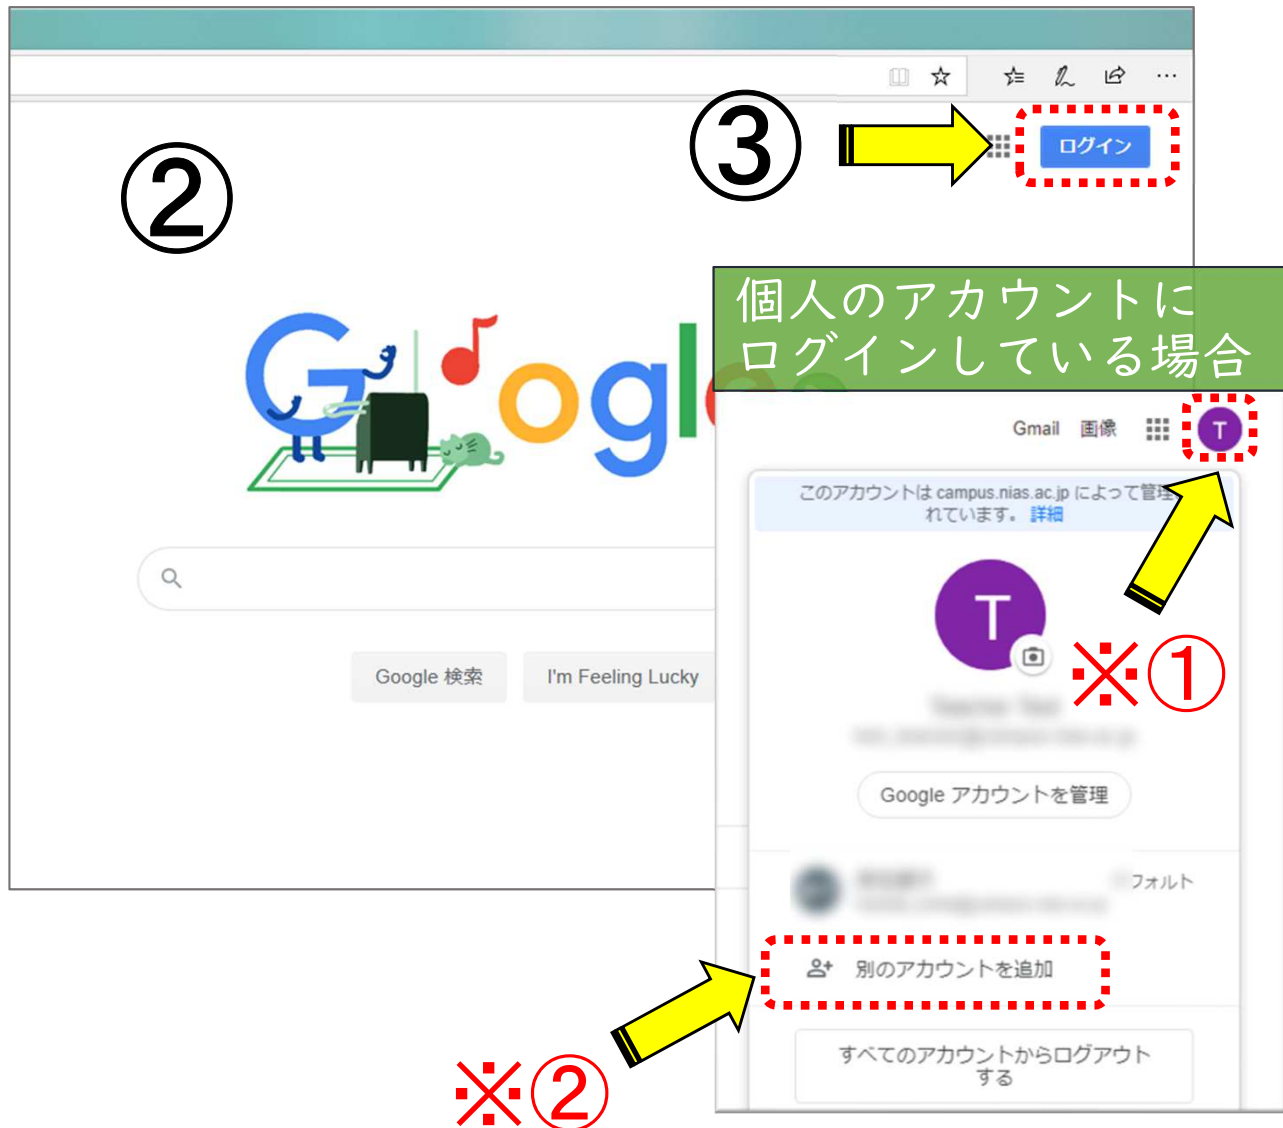 ③
ログイン
②
Google
個人のアカウントに
ログインしている場合
Gmail 画像
T
このアカウントは campus.nias.ac.jp によって管理
れています。 詳細
T
※①
Google 検索
I'm Feeling Lucky
Google アカウントを管理
フォルト
別のアカウントを追加
すべてのアカウントからログアウト
する
※②